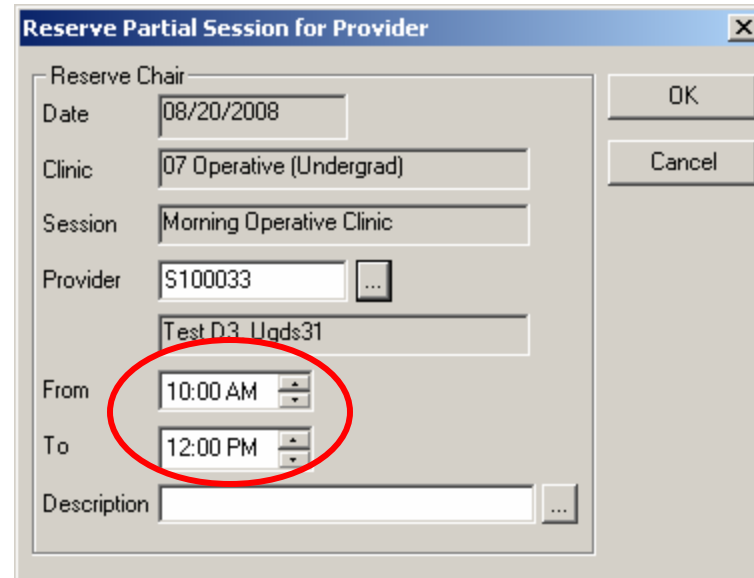 Reserve Partial Session for Provider
Reserve Chair
Date 08/20/2008
Clinic 07 Operative (Undergrad)
Session Morning Operative Clinic
Provider S100033 ...
Test D3, Ugds31
From 10:00 AM
To 12:00 PM
Description ...
OK
Cancel